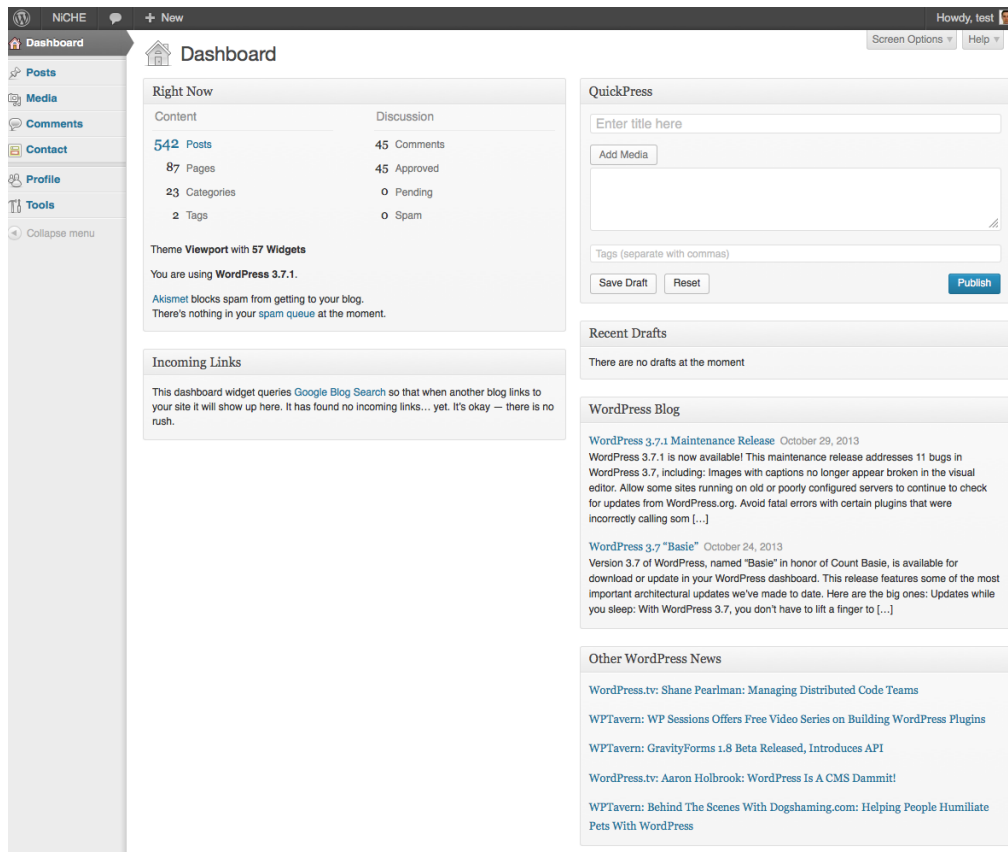 NiCHE + New Howdy, test
Dashboard
Posts
Media
Comments
Contact
Profile
Tools
Collapse menu
Screen Options Help
Dashboard
Right Now
Content Discussion
542 Posts 45 Comments
87 Pages 45 Approved
23 Categories 0 Pending
2 Tags 0 Spam
Theme Viewport with 57 Widgets
You are using WordPress 3.7.1.
Akismet blocks spam from getting to your blog.
There's nothing in your spam queue at the moment.
Incoming Links
This dashboard widget queries Google Blog Search so that when another blog links to
your site it will show up here. It has found no incoming links… yet. It's okay — there is no
rush.
QuickPress
Enter title here
Add Media
Tags (separate with commas)
Save Draft Reset Publish
Recent Drafts
There are no drafts at the moment
WordPress Blog
WordPress 3.7.1 Maintenance Release October 29, 2013
WordPress 3.7.1 is now available! This maintenance release addresses 11 bugs in
WordPress 3.7, including: Images with captions no longer appear broken in the visual
editor. Allow some sites running on old or poorly configured servers to continue to check
for updates from WordPress.org. Avoid fatal errors with certain plugins that were
incorrectly calling som […]
WordPress 3.7 “Basie” October 24, 2013
Version 3.7 of WordPress, named “Basie” in honor of Count Basie, is available for
download or update in your WordPress dashboard. This release features some of the most
important architectural updates we've made to date. Here are the big ones: Updates while
you sleep: With WordPress 3.7, you don't have to lift a finger to […]
Other WordPress News
WordPress.tv: Shane Pearlman: Managing Distributed Code Teams
WPTavern: WP Sessions Offers Free Video Series on Building WordPress Plugins
WPTavern: GravityForms 1.8 Beta Released, Introduces API
WordPress.tv: Aaron Holbrook: WordPress Is A CMS Dammit!
WPTavern: Behind The Scenes With Dogshaming.com: Helping People Humiliate
Pets With WordPress